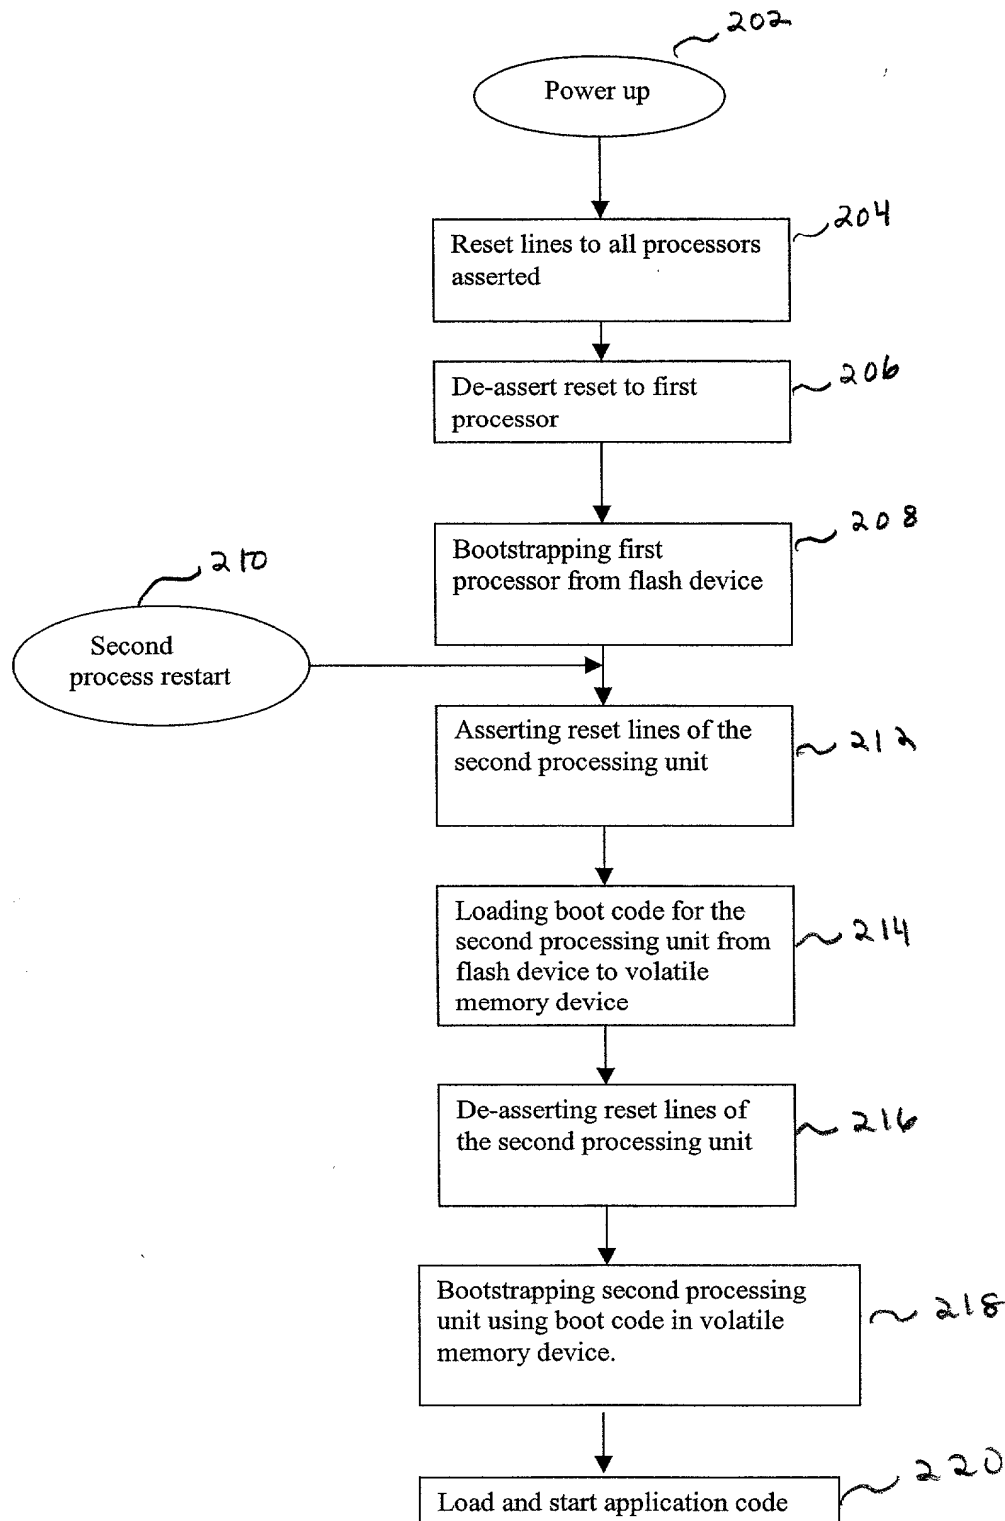 202
Power up
204
Reset lines to all processors
asserted
206
De-assert reset to first
processor
208
Bootstrapping first
processor from flash device
210
Second
process restart
Asserting reset lines of the
second processing unit
212
Loading boot code for the
second processing unit from
flash device to volatile
memory device
214
De-asserting reset lines of
the second processing unit
216
Bootstrapping second processing
unit using boot code in volatile
memory device.
218
220
Load and start application code